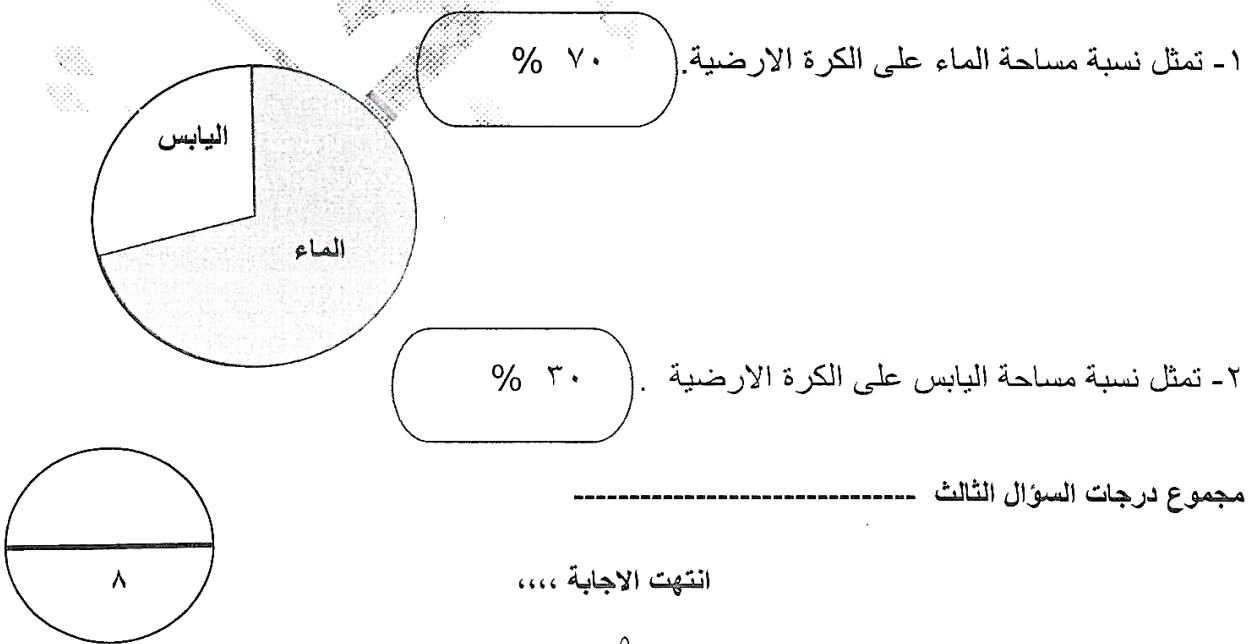 ١- تمثل نسبة مساحة الماء على الكرة الارضية. ٧٠ %
اليابس
الماء
٢- تمثل نسبة مساحة اليابس على الكرة الارضية . ٣٠ %
مجموع درجات السؤال الثالث -------------------------------
٨
انتهت الاجابة ،،،،
٥